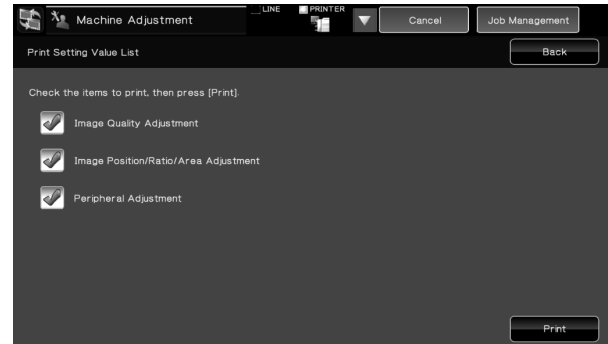 Machine Adjustment
LINE
PRINTER
Cancel
Job Management
Print Setting Value List
Back
Check the items to print, then press [Print].
Image Quality Adjustment
Image Position/Ratio/Area Adjustment
Peripheral Adjustment
Print